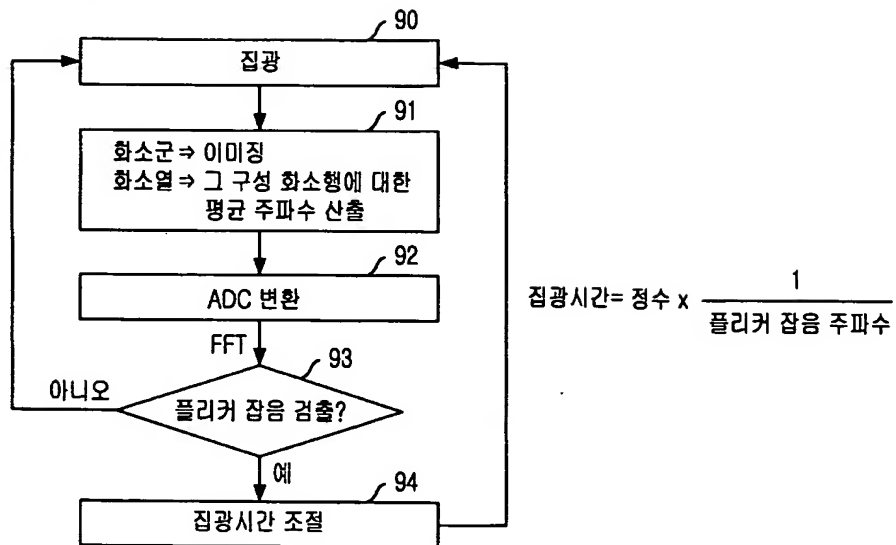 90
집광
91
화소군⇒ 이미징
화소열⇒ 그 구성 화소행에 대한
평균 주파수 산출
92
ADC 변환
FFT
93
아니오
플리커 잡음 검출?
예
94
집광시간 조절
집광시간= 정수 x 1
플리커 잡음 주파수